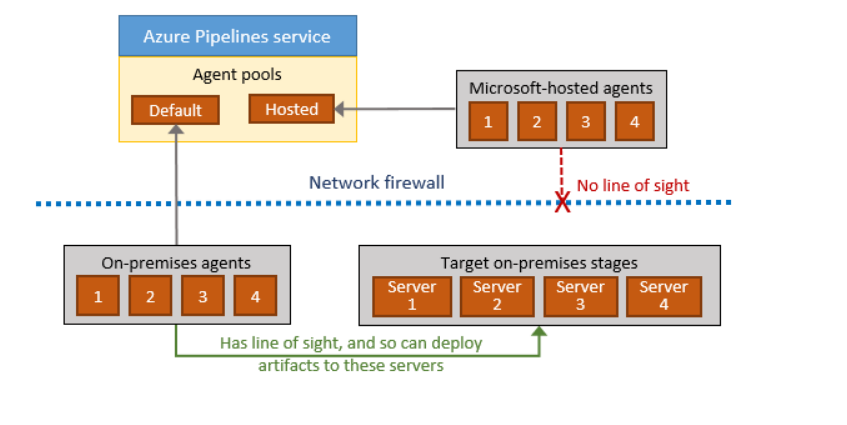 Azure Pipelines service
Agent pools
Default
Hosted
Microsoft-hosted agents
1 2 3 4
Network firewall
No line of sight
X
On-premises agents
1 2 3 4
Target on-premises stages
Server
1
Server
2
Server
3
Server
4
Has line of sight, and so can deploy
artifacts to these servers